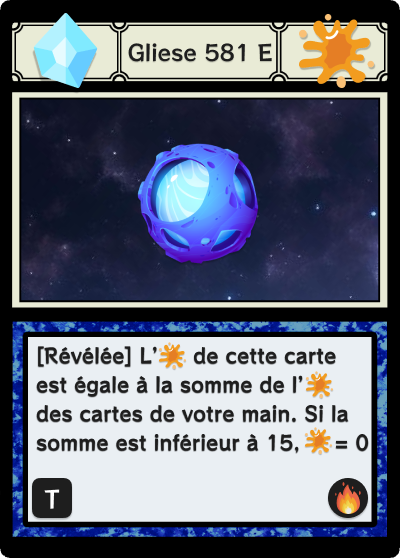 Gliese 581 E
[Révélée] L' de cette carte
est égale à la somme de l'
des cartes de votre main. Si la
somme est inférieur à 15, = 0
T